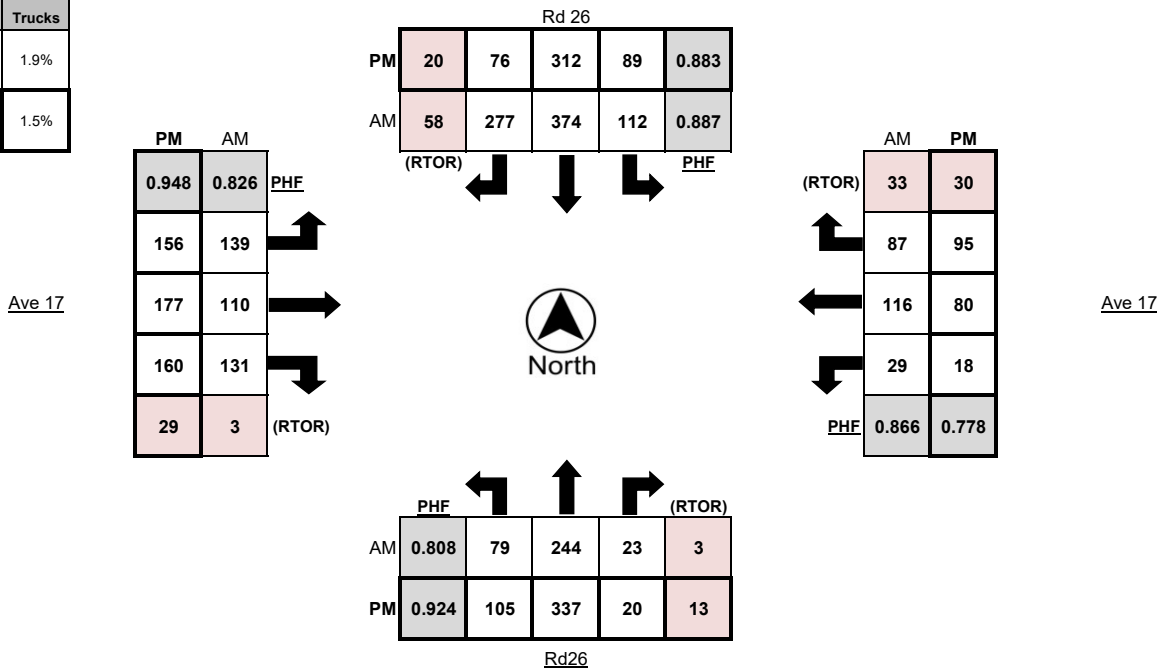 Trucks
1.9%
1.5%
Rd 26
PM 20 76 312 89 0.883
AM 58 277 374 112 0.887
(RTOR) PHF
PM AM
0.948 0.826 PHF
156 139
177 110
160 131
29 3 (RTOR)
Ave 17
AM PM
(RTOR) 33 30
87 95
116 80
29 18
PHF 0.866 0.778
Ave 17
North
PHF (RTOR)
AM 0.808 79 244 23 3
PM 0.924 105 337 20 13
Rd26